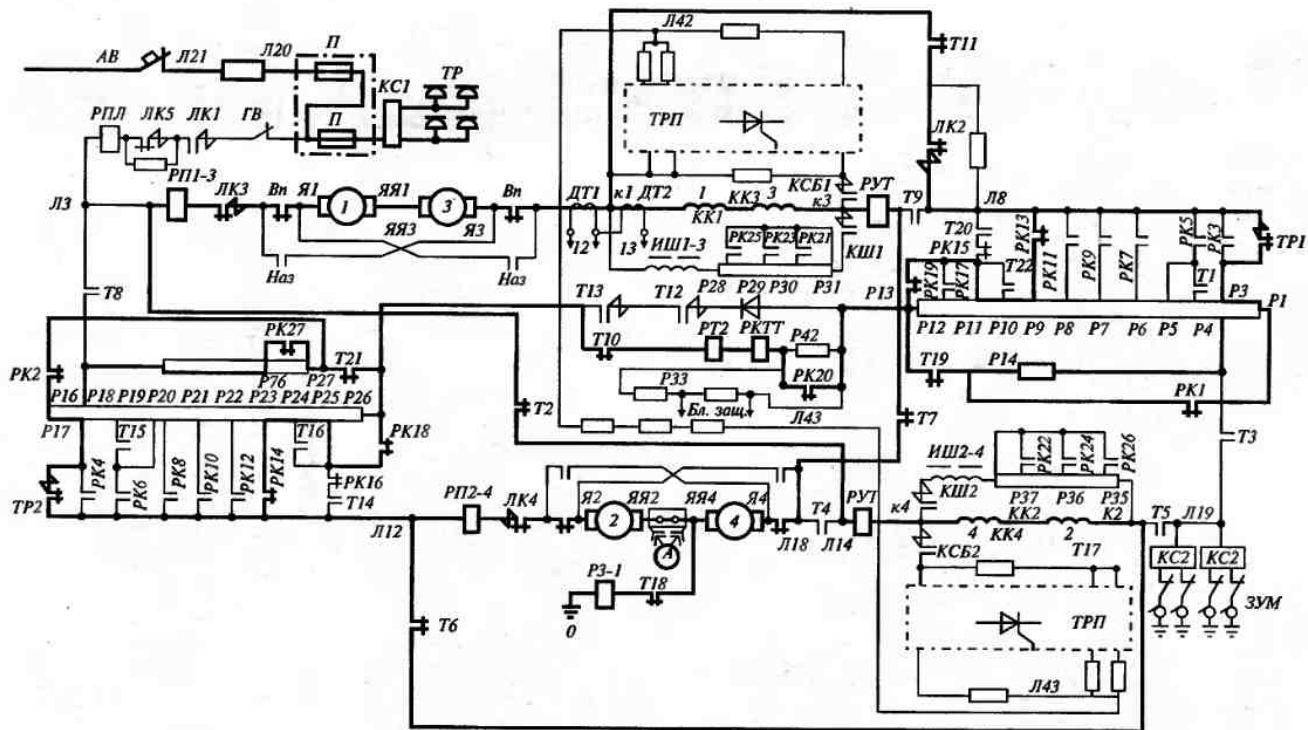 Л42
АВ
Л21
Л20
П
КС1
ТР
Т11
РПЛ
ЛК5
ЛК1
ГВ
П
ТРП
ЛК2
РП1-3
ЛК3
Вп
Я1
ЯЯ1
Вп
ДТ1
к1
ДТ2
1
КК3
3
КСБ1
к3
РУТ
Т9
Л8
Л3
1
3
ЯЯ3
Я3
КК1
КШ1
Т20
РК13
РК5
РК3
ТР1
Наз
Наз
12
13
ИШ1-3
РК25
РК23
РК21
РК15
РК19
РК17
Т22
РК11
РК9
РК7
Т1
Т8
Т13
Т12
Р28
Р29
Р30
Р31
Р13
Р3
Р1
Р12
Р11
Р10
Р9
Р8
Р7
Р6
Р5
Р4
РК27
Т10
РТ2
РКТТ
Р42
РК2
Р76
Р27
Т21
РК20
Т19
Р14
Р16
Р18
Р19
Р20
Р21
Р22
Р23
Р24
Р25
Р26
Т2
Р33
Бл. защ.
Л43
РК1
Р17
Т15
Т16
РК18
Т7
Т3
РК4
РК6
РК8
РК10
РК12
РК14
РК16
Т14
ТР2
ИШ2-4
РК22
РК24
РК26
КШ2
Р37
Р36
Р35
Л12
РП2-4
ЛК4
Я2
ЯЯ2
ЯЯ4
Я4
2
4
А
Л18
Т4
Л14
РУТ
к4
КК2
К2
4
КК4
2
Т5
Л19
КСБ2
Т17
КС2
КС2
Р3-1
Т18
0
ЗУМ
Т6
ТРП
Л43